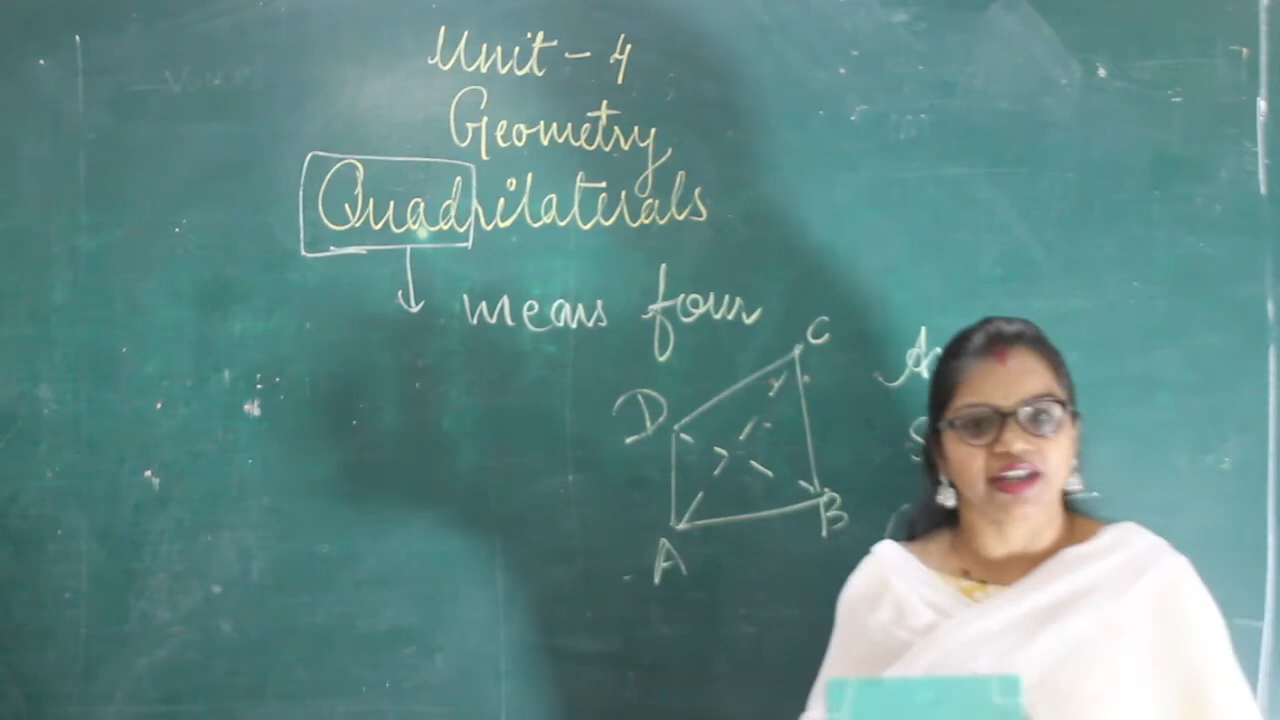 Unit - 4
Geometry
Quadrilaterals
means four
C
D
B
A